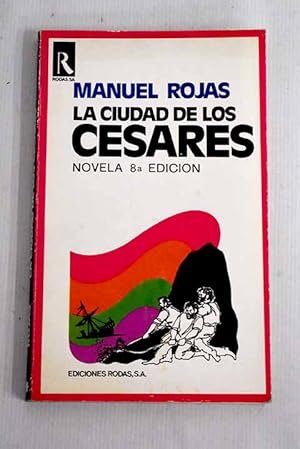 R
RODAS, S.A.
MANUEL ROJAS
LA CIUDAD DE LOS
CESARES
NOVELA 8a EDICION
EDICIONES RODAS, S.A.